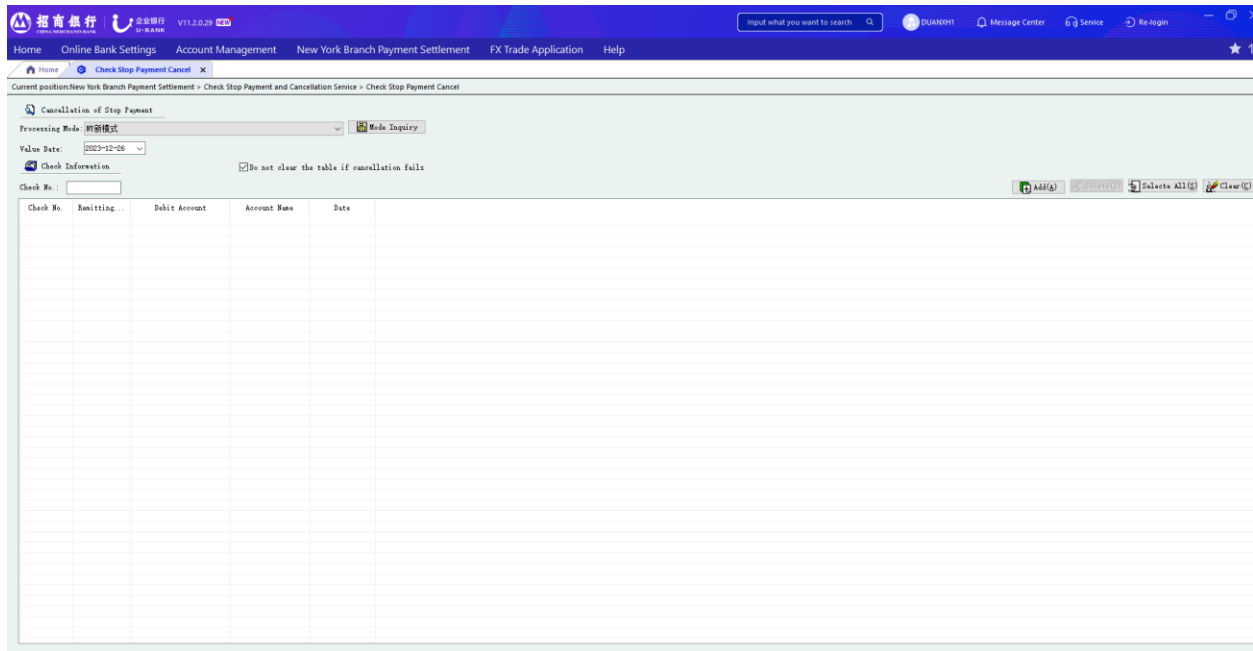 招商银行 CHINA MERCHANTS BANK 企业银行 U-BANK V11.2.0.29 NEW Input what you want to search DUANXH1 Message Center Service Re-login
Home Online Bank Settings Account Management New York Branch Payment Settlement FX Trade Application Help
Home Check Stop Payment Cancel X
Current position:New York Branch Payment Settlement > Check Stop Payment and Cancellation Service > Check Stop Payment Cancel
Cancellation of Stop Payment
Processing Mode: NY新模式 Mode Inquiry
Value Date: 2023-12-26
Check Information Do not clear the table if cancellation fails
Check No.: Add(A) Selecte All(S) Clear(C)
Check No. Remitting... Debit Account Account Name Date